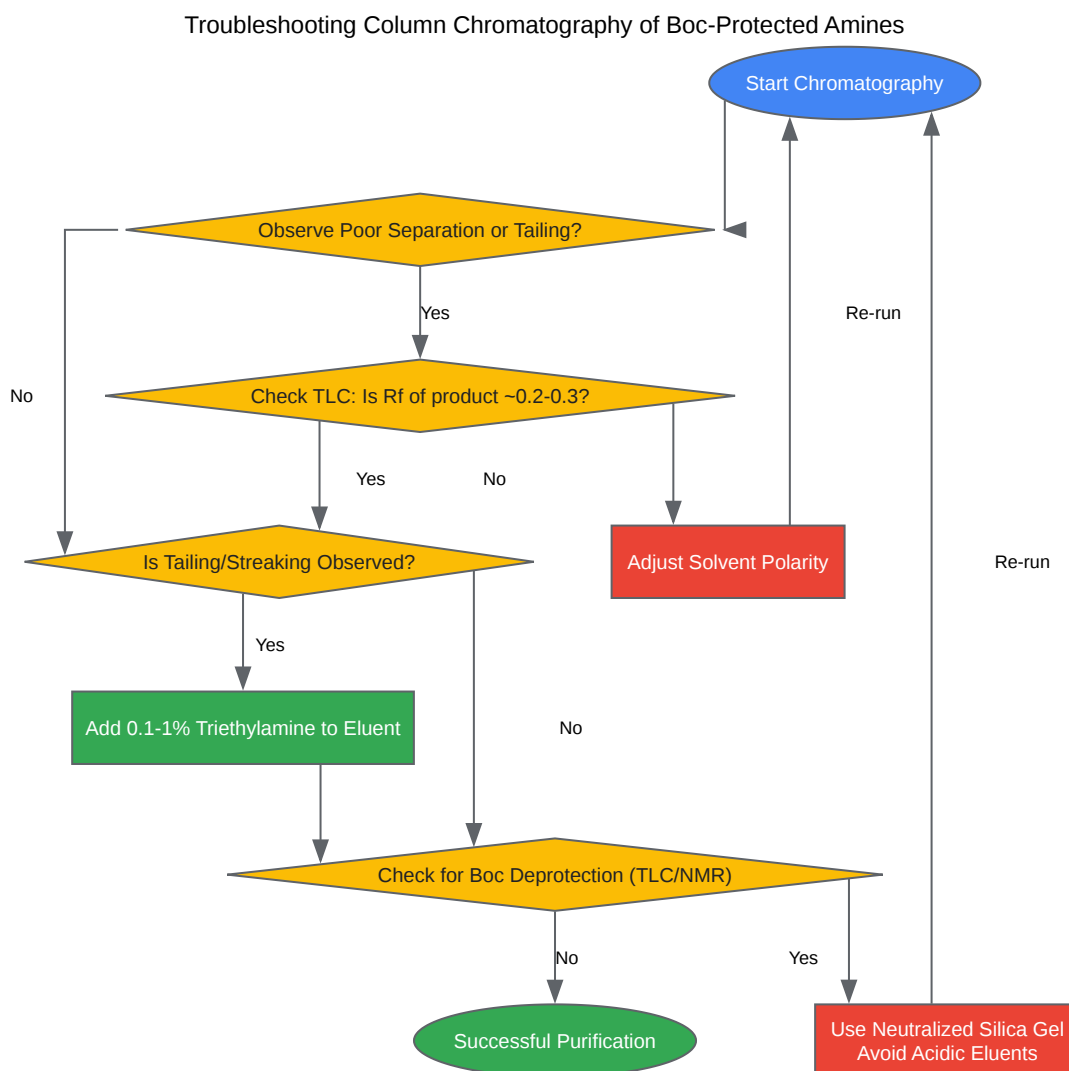 Troubleshooting Column Chromatography of Boc-Protected Amines
Start Chromatography
Observe Poor Separation or Tailing?
Yes
Re-run
No
Check TLC: Is Rf of product ~0.2-0.3?
Yes
No
Is Tailing/Streaking Observed?
Adjust Solvent Polarity
Re-run
Yes
Add 0.1-1% Triethylamine to Eluent
No
Check for Boc Deprotection (TLC/NMR)
No
Yes
Successful Purification
Use Neutralized Silica Gel
Avoid Acidic Eluents